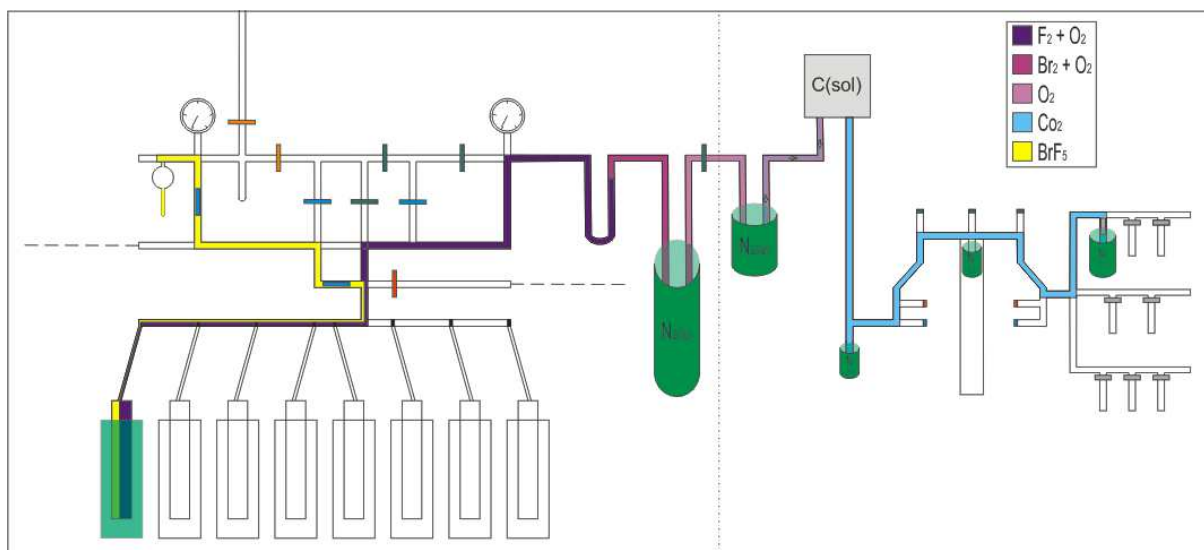 F₂ + O₂
Br₂ + O₂
C(sol)
O₂
Co₂
BrF₅